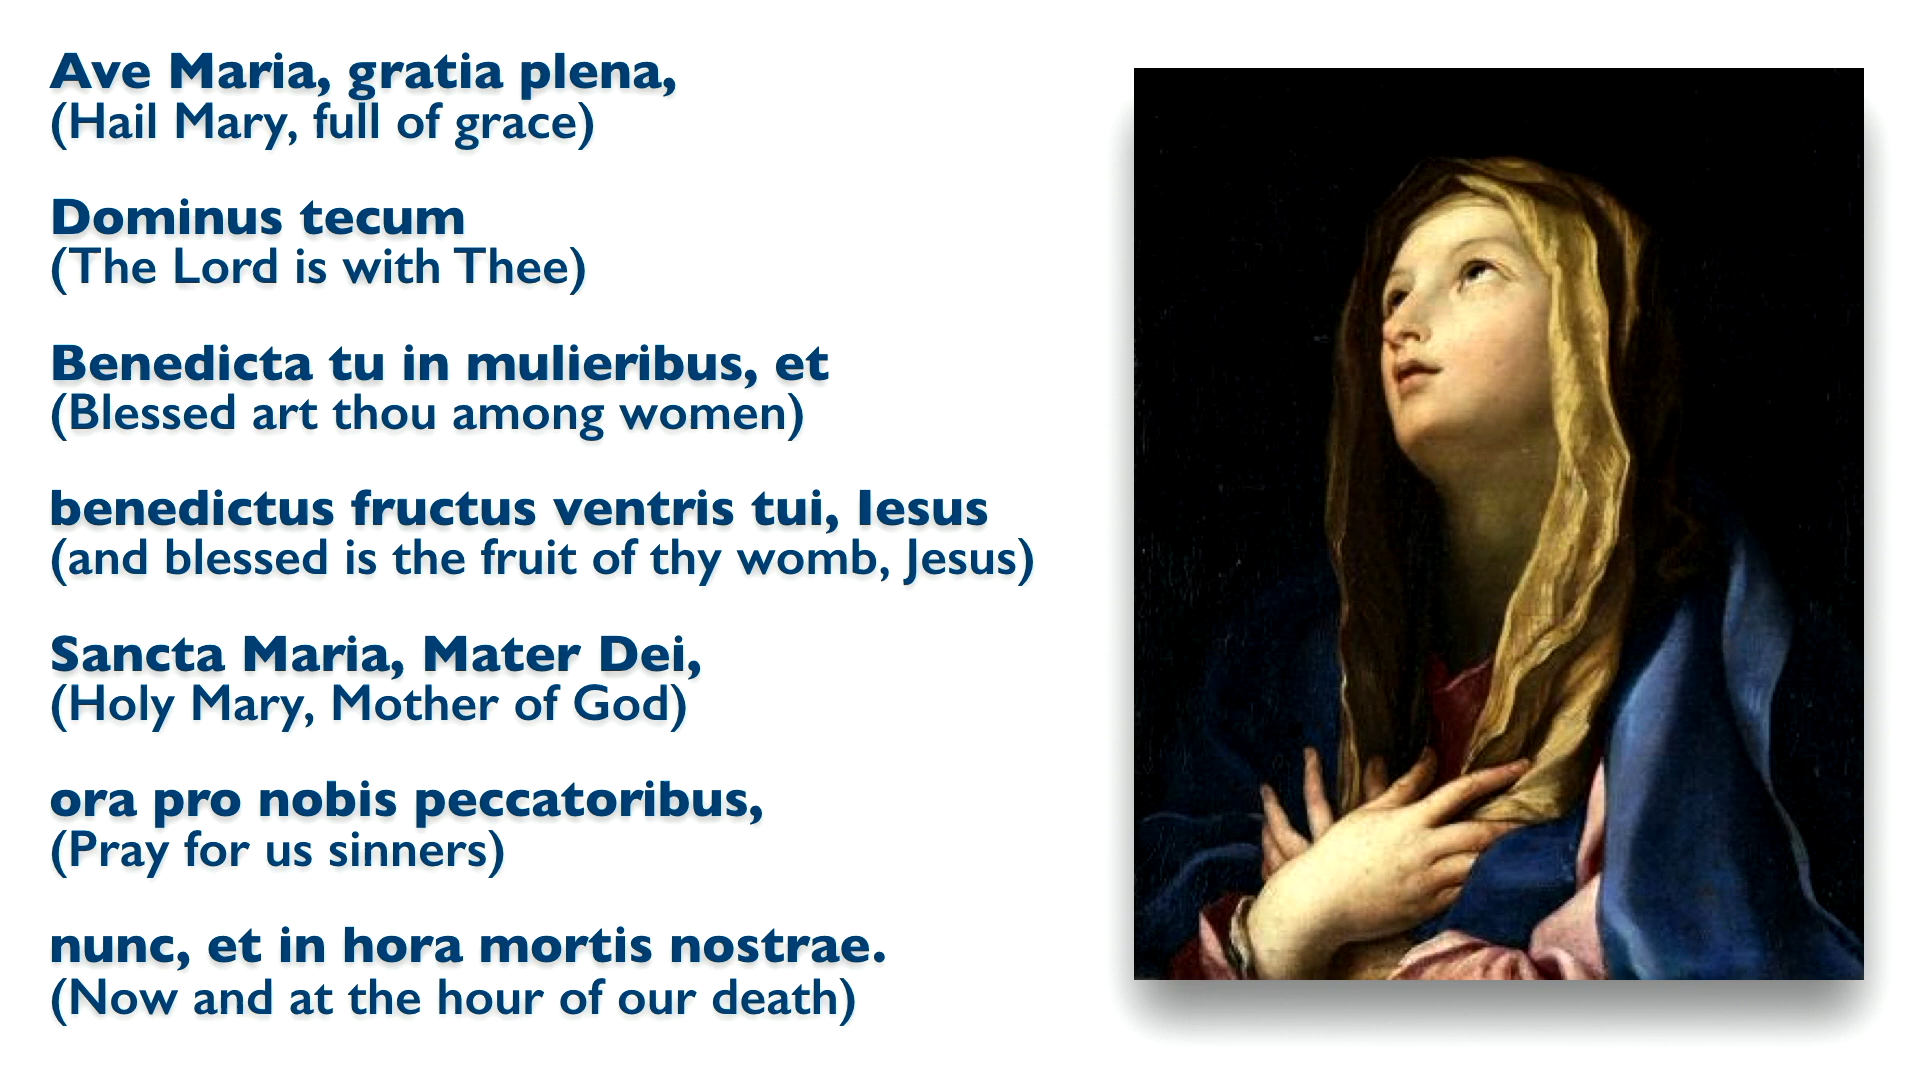 Ave Maria, gratia plena,
(Hail Mary, full of grace)
Dominus tecum
(The Lord is with Thee)
Benedicta tu in mulieribus, et
(Blessed art thou among women)
benedictus fructus ventris tui, Iesus
(and blessed is the fruit of thy womb, Jesus)
Sancta Maria, Mater Dei,
(Holy Mary, Mother of God)
ora pro nobis peccatoribus,
(Pray for us sinners)
nunc, et in hora mortis nostrae.
(Now and at the hour of our death)